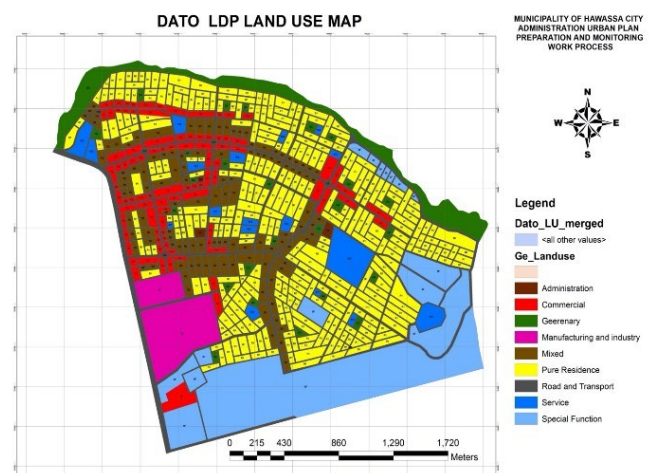 DATO LDP LAND USE MAP
MUNICIPALITY OF HAWASSA CITY
ADMINISTRATION URBAN PLAN
PREPARATION AND MONITORING
WORK PROCESS
N
W E
S
Legend
Dato_LU_merged
<all other values>
Ge_Landuse
Administration
Commercial
Geerenary
Manufacturing and industry
Mixed
Pure Residence
Road and Transport
Service
Special Function
0 215 430 860 1,290 1,720
Meters